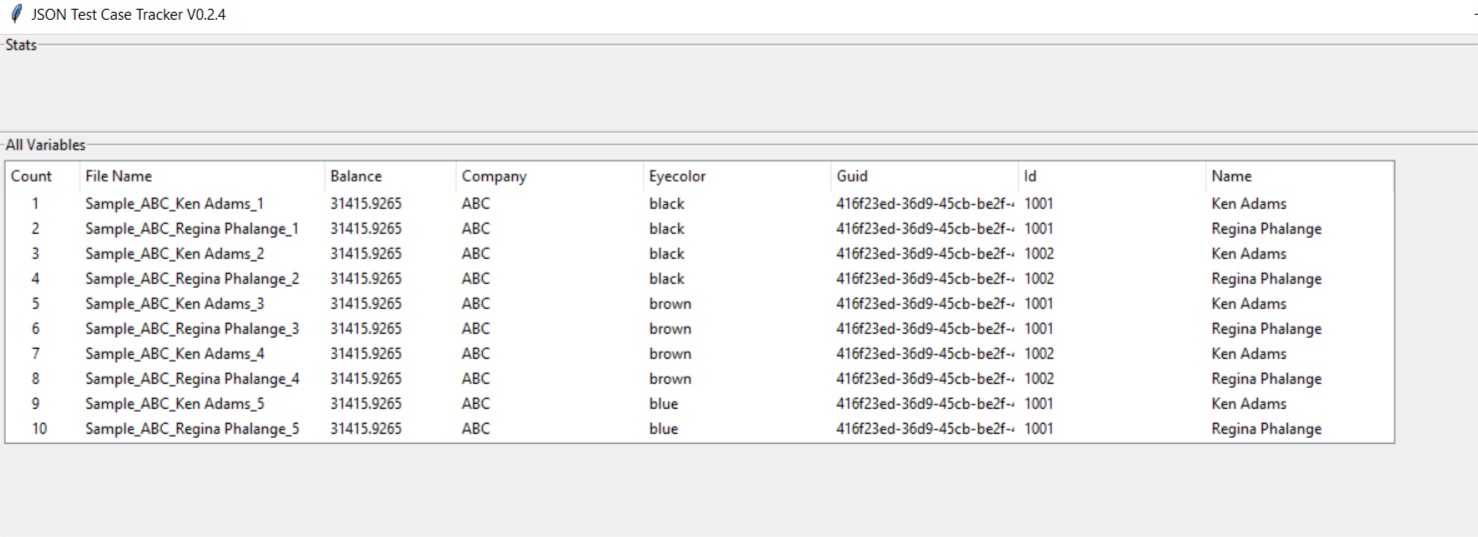 JSON Test Case Tracker V0.2.4
Stats
All Variables
Count File Name Balance Company Eyecolor Guid Id Name
1 Sample_ABC_Ken Adams_1 31415.9265 ABC black 416f23ed-36d9-45cb-be2f- 1001 Ken Adams
2 Sample_ABC_Regina Phalange_1 31415.9265 ABC black 416f23ed-36d9-45cb-be2f- 1001 Regina Phalange
3 Sample_ABC_Ken Adams_2 31415.9265 ABC black 416f23ed-36d9-45cb-be2f- 1002 Ken Adams
4 Sample_ABC_Regina Phalange_2 31415.9265 ABC black 416f23ed-36d9-45cb-be2f- 1002 Regina Phalange
5 Sample_ABC_Ken Adams_3 31415.9265 ABC brown 416f23ed-36d9-45cb-be2f- 1001 Ken Adams
6 Sample_ABC_Regina Phalange_3 31415.9265 ABC brown 416f23ed-36d9-45cb-be2f- 1001 Regina Phalange
7 Sample_ABC_Ken Adams_4 31415.9265 ABC brown 416f23ed-36d9-45cb-be2f- 1002 Ken Adams
8 Sample_ABC_Regina Phalange_4 31415.9265 ABC brown 416f23ed-36d9-45cb-be2f- 1002 Regina Phalange
9 Sample_ABC_Ken Adams_5 31415.9265 ABC blue 416f23ed-36d9-45cb-be2f- 1001 Ken Adams
10 Sample_ABC_Regina Phalange_5 31415.9265 ABC blue 416f23ed-36d9-45cb-be2f- 1001 Regina Phalange